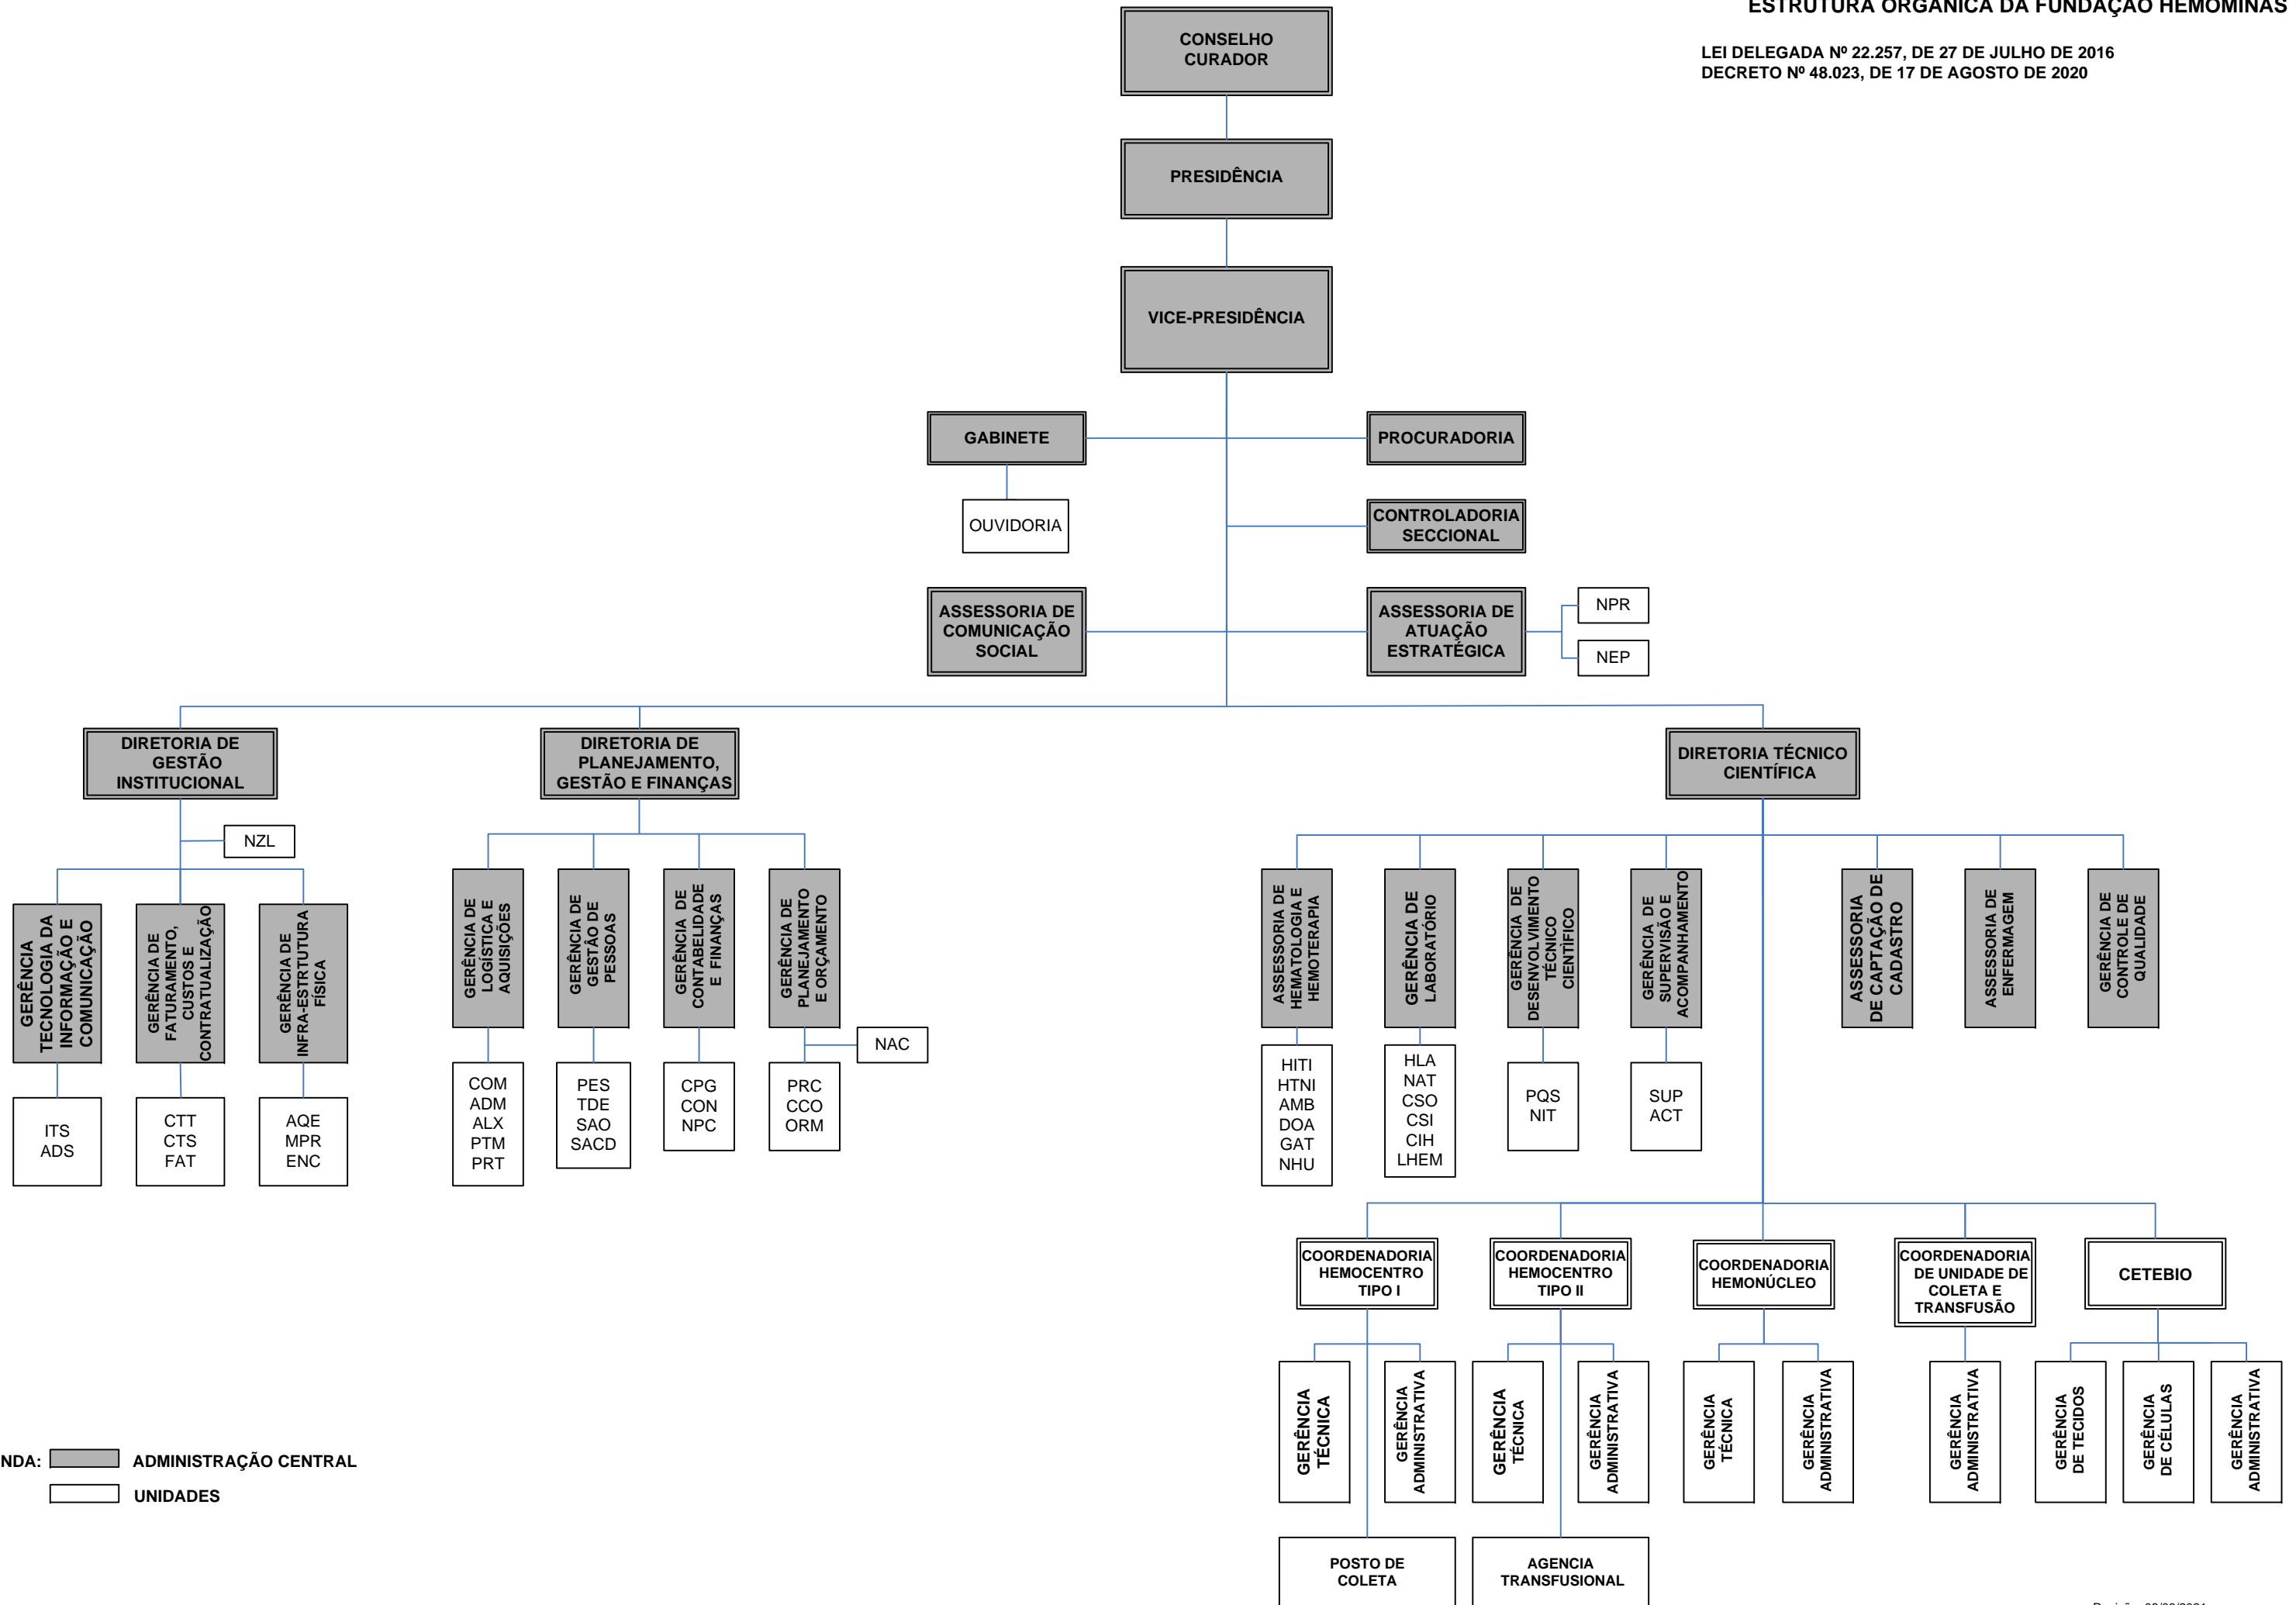 ESTRUTURA ORGÂNICA DA FUNDAÇÃO HEMOMINAS
LEI DELEGADA Nº 22.257, DE 27 DE JULHO DE 2016
DECRETO Nº 48.023, DE 17 DE AGOSTO DE 2020
CONSELHO
CURADOR
PRESIDÊNCIA
VICE-PRESIDÊNCIA
GABINETE
PROCURADORIA
OUVIDORIA
CONTROLADORIA
SECCIONAL
ASSESSORIA DE
COMUNICAÇÃO
SOCIAL
ASSESSORIA DE
ATUAÇÃO
ESTRATÉGICA
NPR
NEP
DIRETORIA DE
GESTÃO
INSTITUCIONAL
DIRETORIA DE
PLANEJAMENTO,
GESTÃO E FINANÇAS
DIRETORIA TÉCNICO
CIENTÍFICA
NZL
GERÊNCIA
TECNOLOGIA DA
INFORMAÇÃO E
COMUNICAÇÃO
GERÊNCIA DE
FATURAMENTO,
CUSTOS E
CONTRATUALIZAÇÃO
GERÊNCIA DE
INFRA-ESTRTUTURA
FÍSICA
GERÊNCIA DE
LOGÍSTICA E
AQUISIÇÕES
GERÊNCIA DE
GESTÃO DE
PESSOAS
GERÊNCIA DE
CONTABELIDADE
E FINANÇAS
GERÊNCIA DE
PLANEJAMENTO
E ORÇAMENTO
ASSESSORIA DE
HEMATOLOGIA E
HEMOTERAPIA
GERÊNCIA DE
LABORATÓRIO
GERÊNCIA DE
DESENVOLVIMENTO
TÉCNICO
CIENTÌFICO
GERÊNCIA DE
SUPERVISÃO E
ACOMPANHAMENTO
ASSESSORIA
DE CAPTAÇÃO DE
CADASTRO
ASSESSORIA DE
ENFERMAGEM
GERÊNCIA DE
CONTROLE DE
QUALIDADE
NAC
ITS
ADS
CTT
CTS
FAT
AQE
MPR
ENC
COM
ADM
ALX
PTM
PRT
PES
TDE
SAO
SACD
CPG
CON
NPC
PRC
CCO
ORM
HITI
HTNI
AMB
DOA
GAT
NHU
HLA
NAT
CSO
CSI
CIH
LHEM
PQS
NIT
SUP
ACT
COORDENADORIA
HEMOCENTRO
TIPO I
COORDENADORIA
HEMOCENTRO
TIPO II
COORDENADORIA
HEMONÚCLEO
COORDENADORIA
DE UNIDADE DE
COLETA E
TRANSFUSÃO
CETEBIO
GERÊNCIA
TÉCNICA
GERÊNCIA
ADMINISTRATIVA
GERÊNCIA
TÉCNICA
GERÊNCIA
ADMINISTRATIVA
GERÊNCIA
TÉCNICA
GERÊNCIA
ADMINISTRATIVA
GERÊNCIA
ADMINISTRATIVA
GERÊNCIA
DE TECIDOS
GERÊNCIA
DE CÉLULAS
GERÊNCIA
ADMINISTRATIVA
POSTO DE
COLETA
AGENCIA
TRANSFUSIONAL
NDA: ADMINISTRAÇÃO CENTRAL
UNIDADES